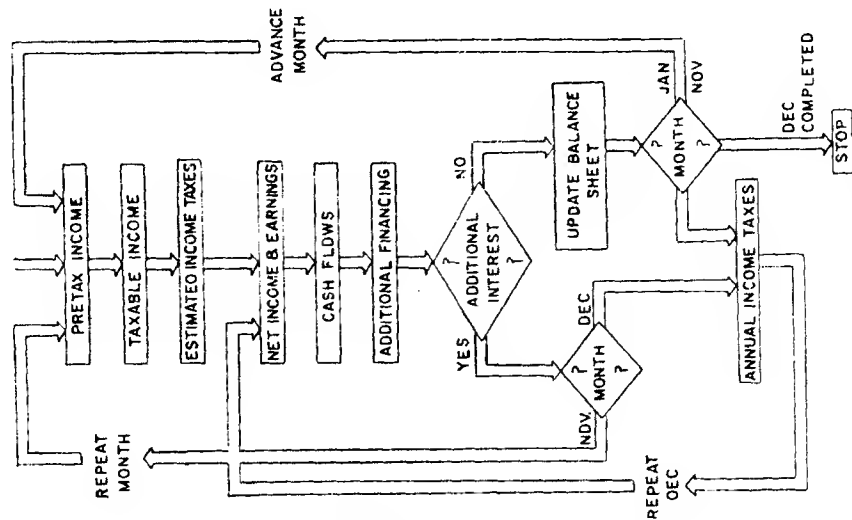 PRETAX INCOME
TAXABLE INCOME
ESTIMATED INCOME TAXES
NET INCOME & EARNINGS
CASH FLOWS
ADDITIONAL FINANCING
?
ADDITIONAL
INTEREST
?
YES
NO
UPDATE BALANCE
SHEET
?
MONTH
?
NOV.
DEC
?
MONTH
?
JAN
NOV
DEC
COMPLETED
STOP
ANNUAL INCOME TAXES
REPEAT
MONTH
REPEAT
OEC
ADVANCE
MONTH